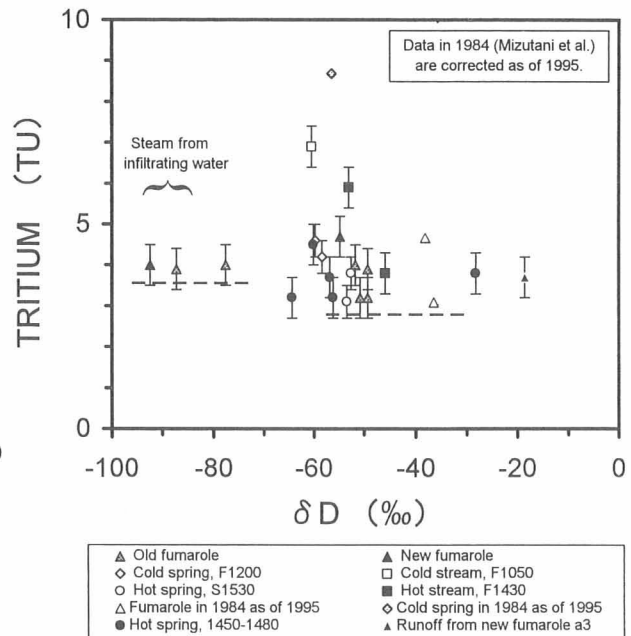 10
Data in 1984 (Mizutani et al.)
are corrected as of 1995.
Steam from
infiltrating water
TRITIUM (TU)
5
0
-100
-80
-60
-40
-20
0
δD (‰)
Old fumarole
New fumarole
Cold spring, F1200
Cold stream, F1050
Hot spring, S1530
Hot stream, F1430
Fumarole in 1984 as of 1995
Cold spring in 1984 as of 1995
Hot spring, 1450-1480
Runoff from new fumarole a3